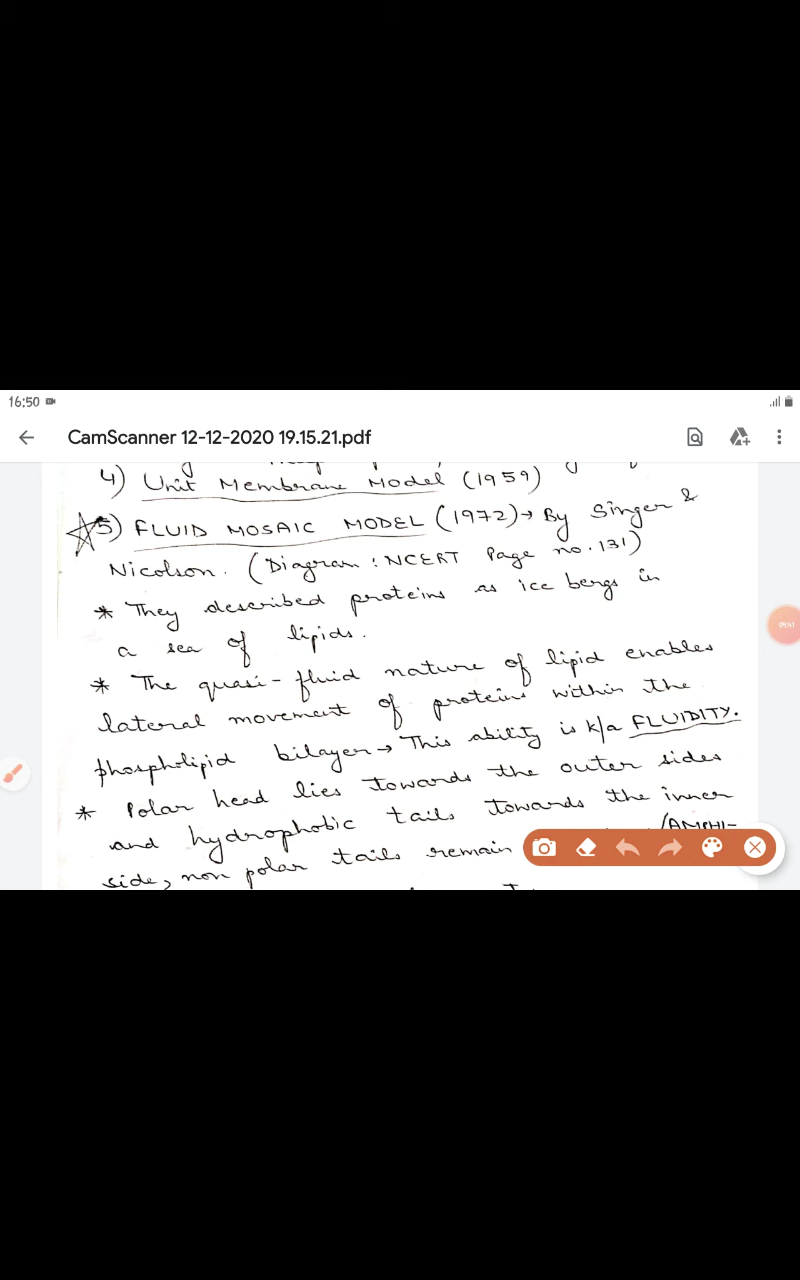 16:50
CamScanner 12-12-2020 19.15.21.pdf
4) Unit Membrane Model (1959)
5) FLUID MOSAIC MODEL (1972)→ By Singer &
Nicolson. (Diagram : NCERT Page no. 131)
* They described proteins as ice bergs in
a sea of lipids.
* The quasi-fluid nature of lipid enables
lateral movement of proteins within the
phospholipid bilayer → This ability is k/a FLUIDITY.
* Polar head lies towards the outer sides
and hydrophobic tails towards the inner
side, non polar tails remain (AMPHI-